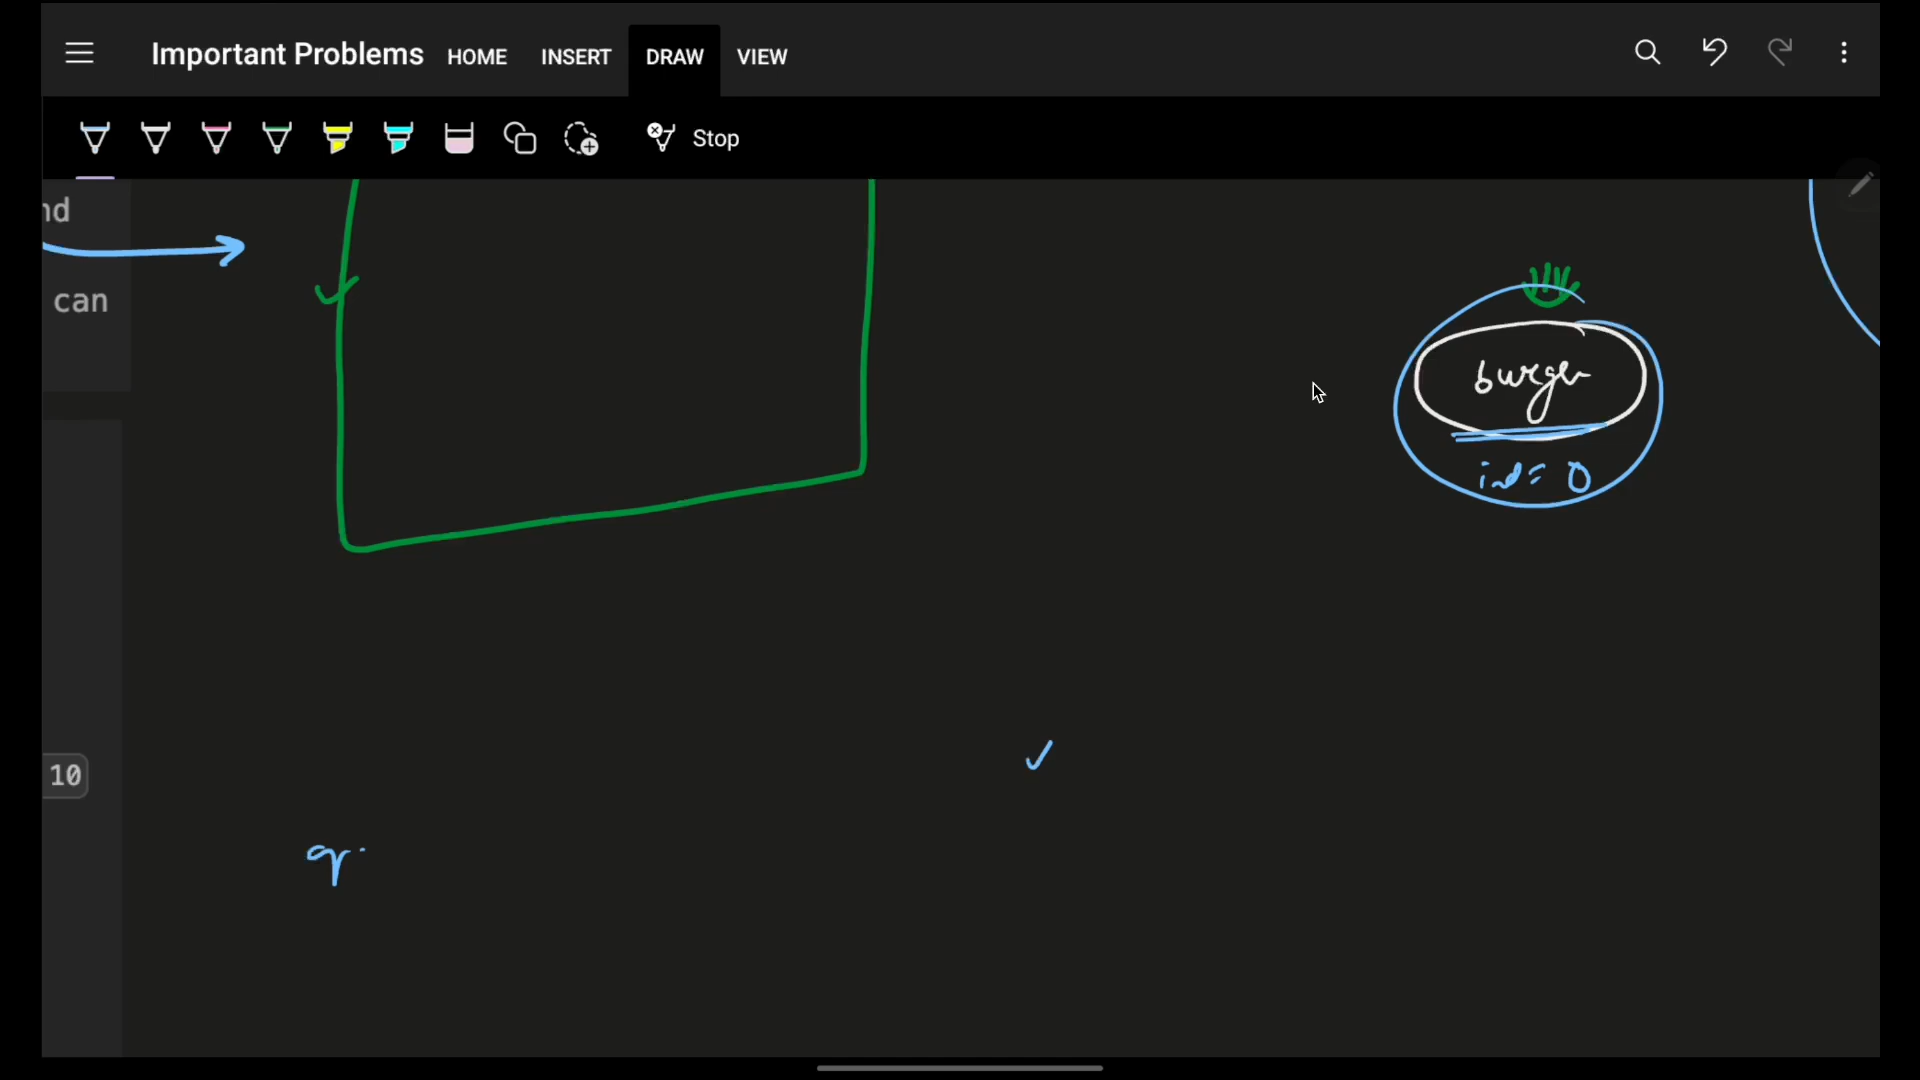 Important Problems HOME INSERT DRAW VIEW
Stop
nd
can
burger
id= 0
10
q